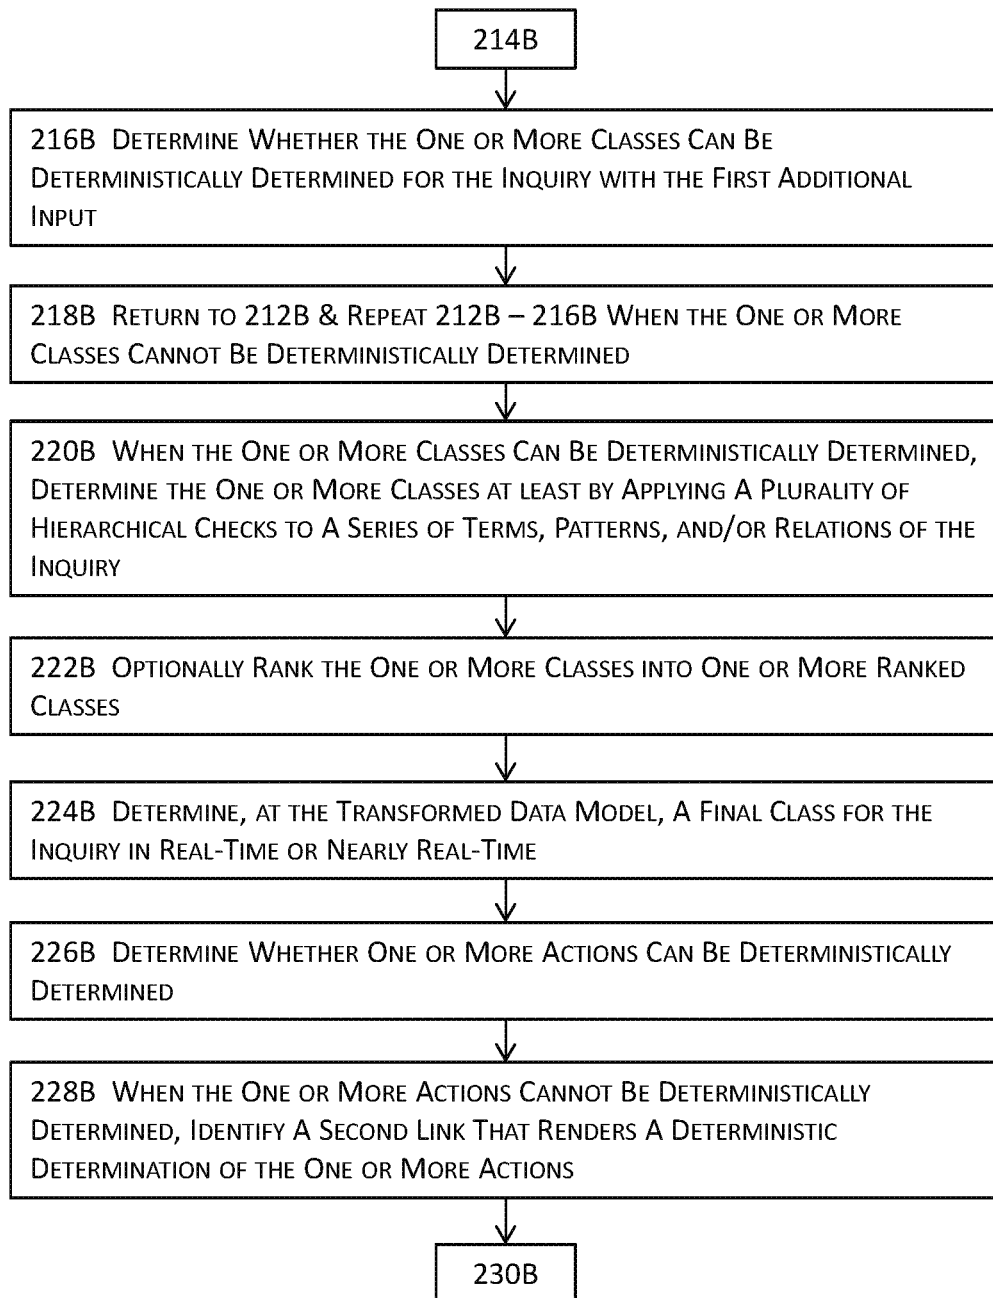 214B
216B DETERMINE WHETHER THE ONE OR MORE CLASSES CAN BE
DETERMINISTICALLY DETERMINED FOR THE INQUIRY WITH THE FIRST ADDITIONAL
INPUT
218B RETURN TO 212B & REPEAT 212B – 216B WHEN THE ONE OR MORE
CLASSES CANNOT BE DETERMINISTICALLY DETERMINED
220B WHEN THE ONE OR MORE CLASSES CAN BE DETERMINISTICALLY DETERMINED,
DETERMINE THE ONE OR MORE CLASSES AT LEAST BY APPLYING A PLURALITY OF
HIERARCHICAL CHECKS TO A SERIES OF TERMS, PATTERNS, AND/OR RELATIONS OF THE
INQUIRY
222B OPTIONALLY RANK THE ONE OR MORE CLASSES INTO ONE OR MORE RANKED
CLASSES
224B DETERMINE, AT THE TRANSFORMED DATA MODEL, A FINAL CLASS FOR THE
INQUIRY IN REAL-TIME OR NEARLY REAL-TIME
226B DETERMINE WHETHER ONE OR MORE ACTIONS CAN BE DETERMINISTICALLY
DETERMINED
228B WHEN THE ONE OR MORE ACTIONS CANNOT BE DETERMINISTICALLY
DETERMINED, IDENTIFY A SECOND LINK THAT RENDERS A DETERMINISTIC
DETERMINATION OF THE ONE OR MORE ACTIONS
230B